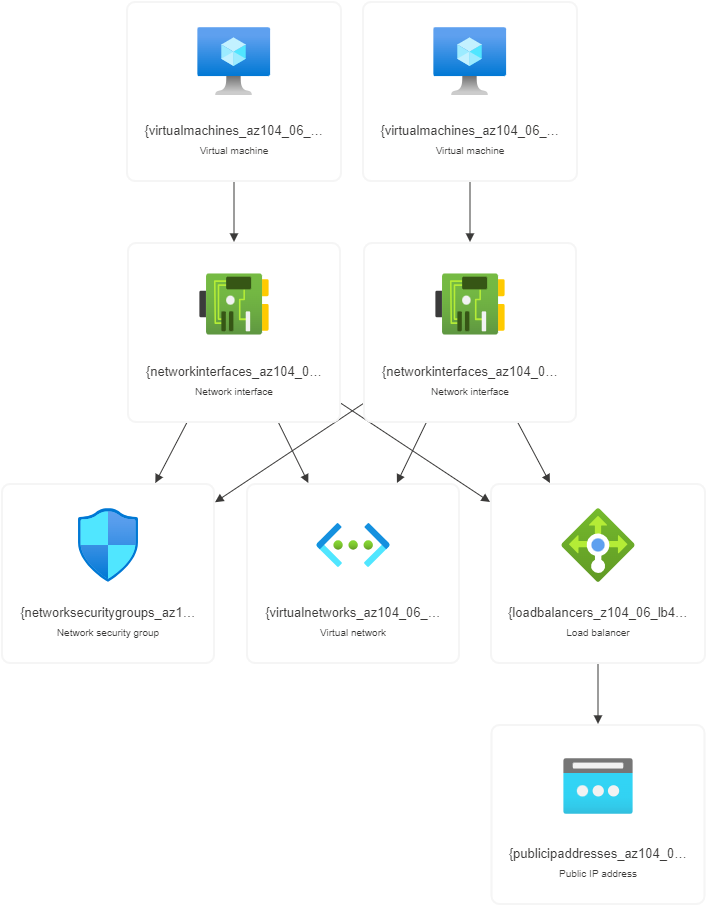 {virtualmachines_az104_06_...
Virtual machine
{virtualmachines_az104_06_...
Virtual machine
{networkinterfaces_az104_0...
Network interface
{networkinterfaces_az104_0...
Network interface
{networksecuritygroups_az1...
Network security group
{virtualnetworks_az104_06_...
Virtual network
{loadbalancers_z104_06_lb4...
Load balancer
{publicipaddresses_az104_0...
Public IP address